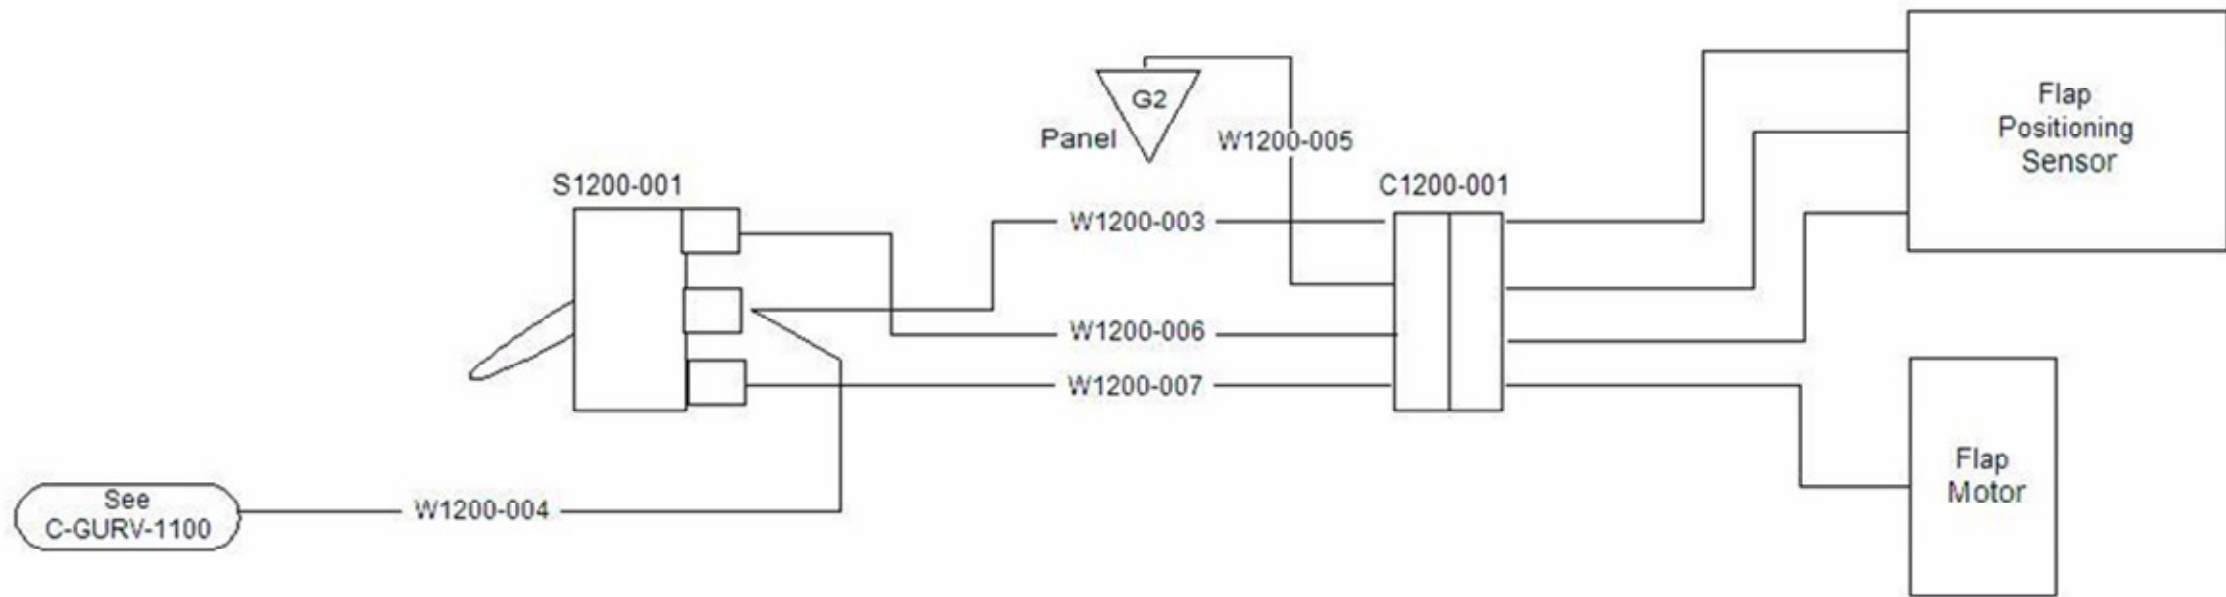 Flap
Positioning
Sensor
G2
Panel
W1200-005
S1200-001
C1200-001
W1200-003
W1200-006
W1200-007
Flap
Motor
See
C-GURV-1100
W1200-004